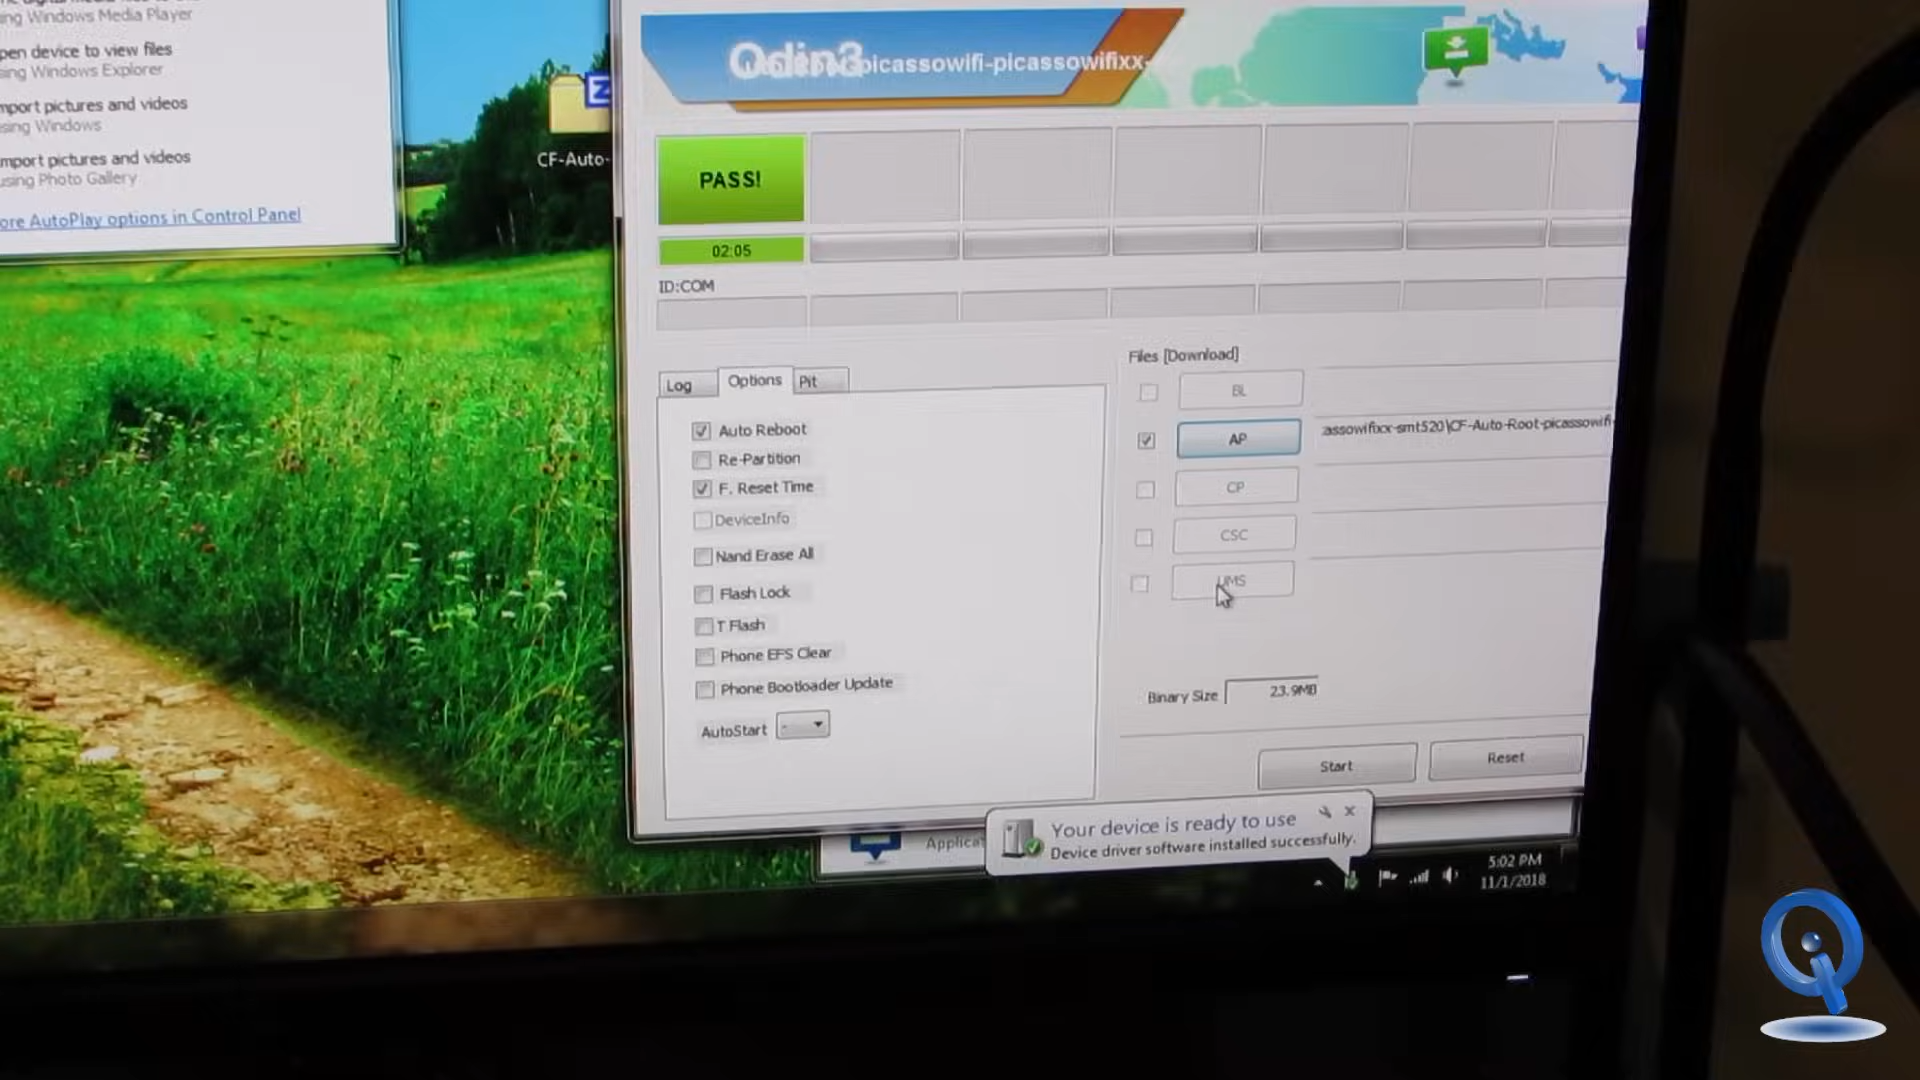 ing Windows Media Player
pen device to view files
sing Windows Explorer
mport pictures and videos
sing Windows
mport pictures and videos
using Photo Gallery
ore AutoPlay options in Control Panel
CF-Auto-
Odin3
picassowifi-picassowifixx-
PASS!
02:05
ID:COM
Log
Options
Pit
Auto Reboot
Re-Partition
F. Reset Time
DeviceInfo
Nand Erase All
Flash Lock
T Flash
Phone EFS Clear
Phone Bootloader Update
AutoStart -
Files [Download]
BL
AP
assowifixx-smt520\CF-Auto-Root-picassowifi-
CP
CSC
UMS
Binary Size 23.9MB
Start
Reset
Applica
Your device is ready to use
Device driver software installed successfully.
5:02 PM
11/1/2018